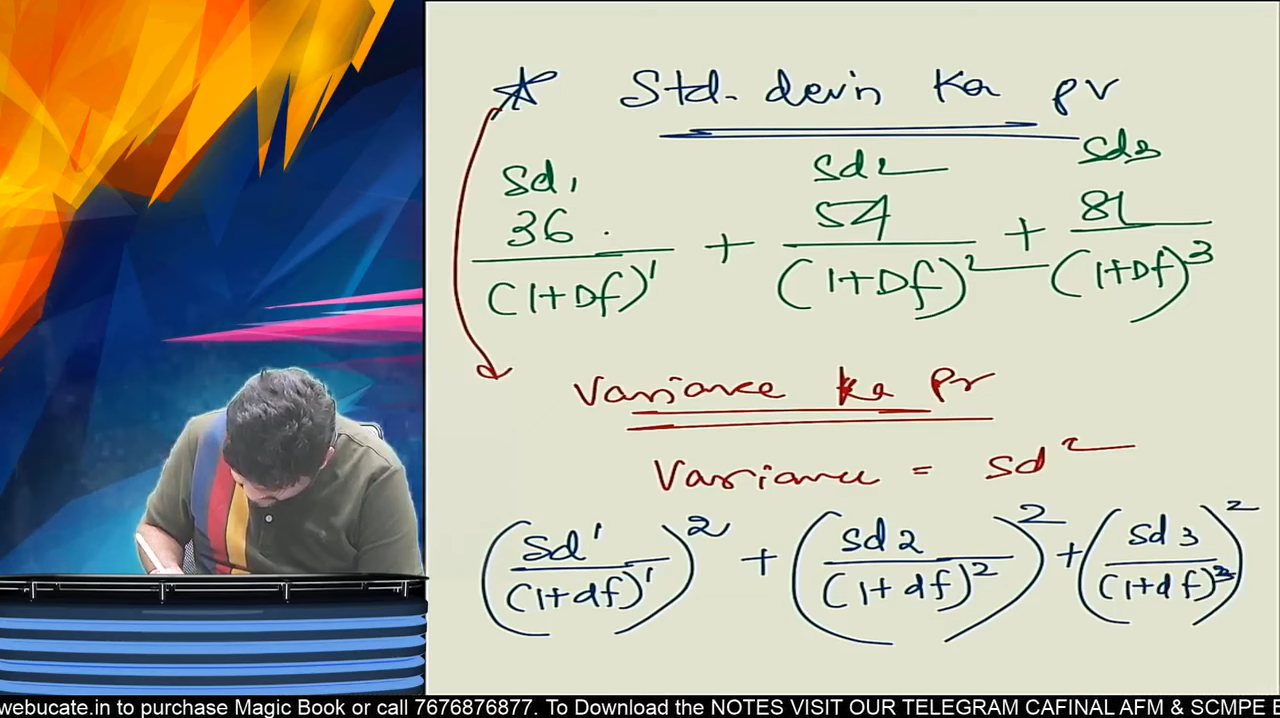 ☆ Std. devn Ka pv
sd1 sd2 sd3
36 + 54 + 81
(1+Df)¹ (1+Df)² (1+Df)³
Variance ka Pv
Variance = sd²
(sd1)² + (sd2)² + (sd3)²
(1+df)¹ (1+df)² (1+df)³
webucate.in to purchase Magic Book or call 7676876877. To Download the NOTES VISIT OUR TELEGRAM CAFINAL AFM & SCMPE